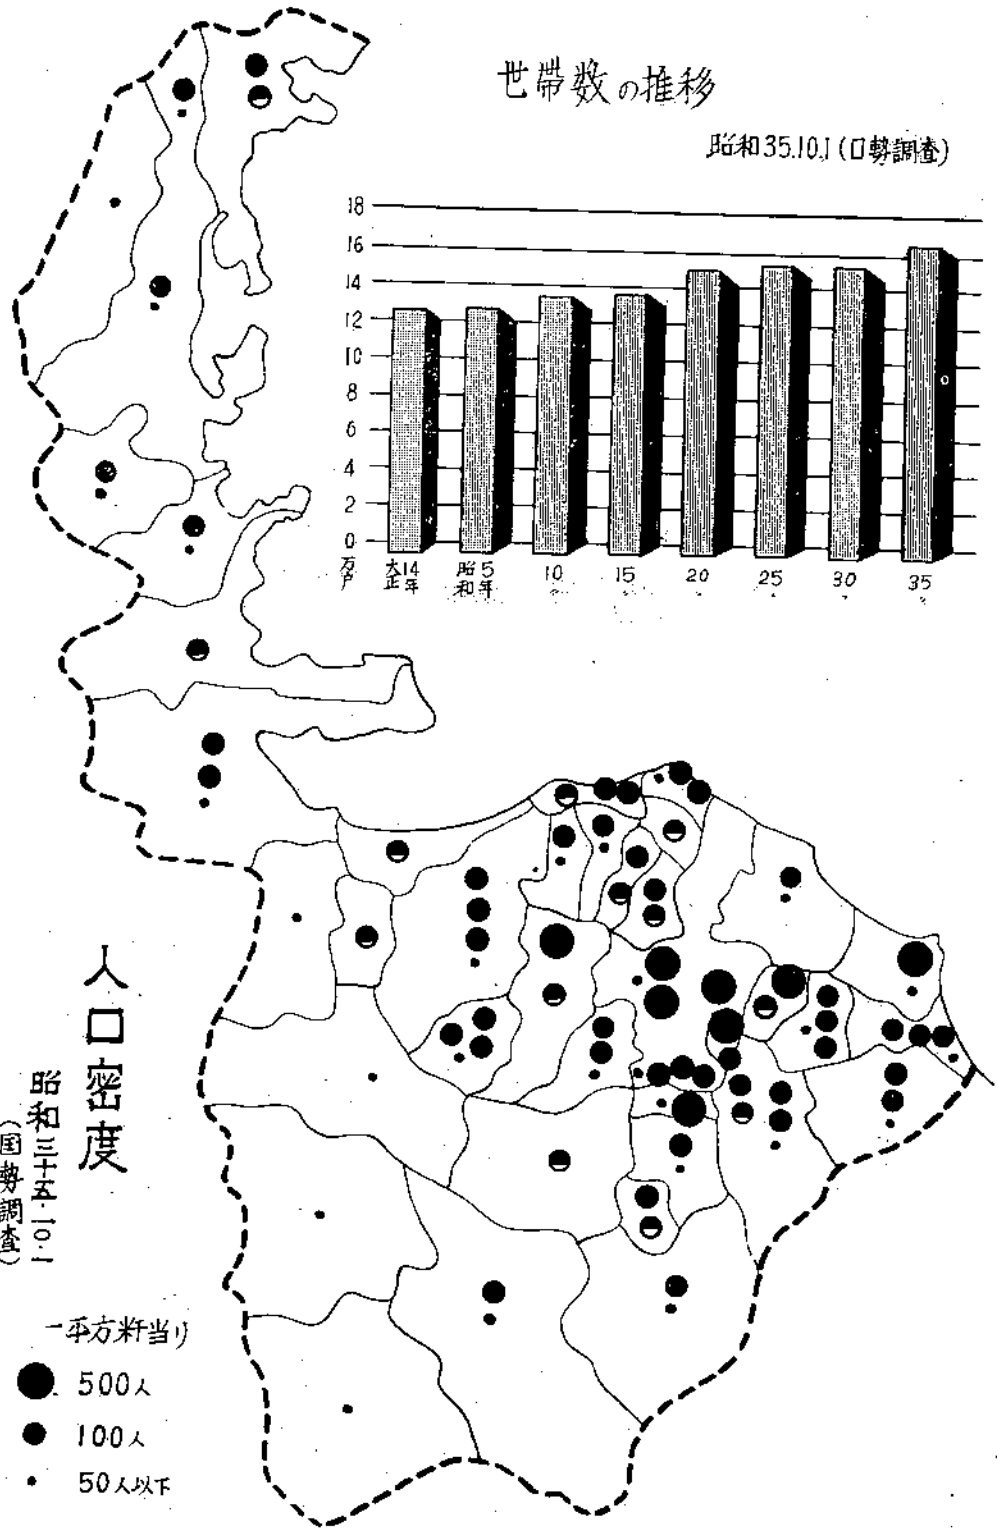 世帯数の推移
昭和35.10.1(口勢調査)
18
16
14
12
10
8
6
4
2
0
万戸
大正14年
昭和5年
10
15
20
25
30
35
人口密度
昭和三十五・一〇・一
(国勢調査)
一平方粁当り
500人
100人
50人以下